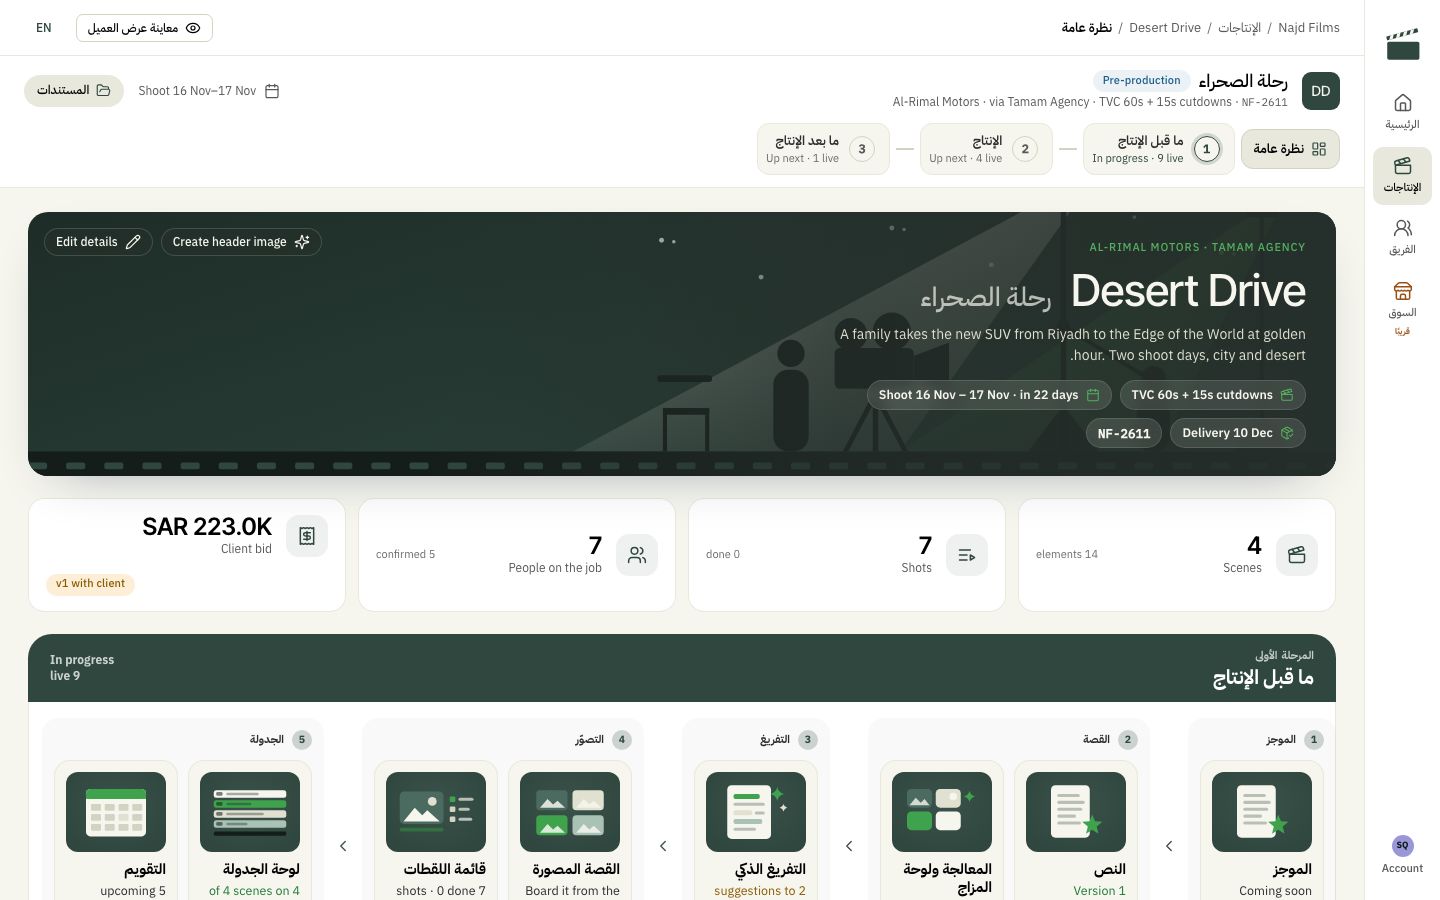 Najd Films / الإنتاجات / Desert Drive / نظرة عامة
معاينة عرض العميل
EN
DD
رحلة الصحراء Pre-production
Al-Rimal Motors · via Tamam Agency · TVC 60s + 15s cutdowns · NF-2611
Shoot 16 Nov–17 Nov
المستندات
نظرة عامة
1 ما قبل الإنتاج
In progress · 9 live
2 الإنتاج
Up next · 4 live
3 ما بعد الإنتاج
Up next · 1 live
الرئيسية
الإنتاجات
الفريق
السوق
قريبًا
SQ
Account
Edit details
Create header image
AL-RIMAL MOTORS · TAMAM AGENCY
Desert Drive رحلة الصحراء
A family takes the new SUV from Riyadh to the Edge of the World at golden
.hour. Two shoot days, city and desert
TVC 60s + 15s cutdowns
Shoot 16 Nov – 17 Nov · in 22 days
Delivery 10 Dec
NF-2611
4
Scenes
elements 14
7
Shots
done 0
7
People on the job
confirmed 5
SAR 223.0K
Client bid
v1 with client
المرحلة الأولى
ما قبل الإنتاج
In progress
live 9
1 الموجز
الموجز
Coming soon
2 القصة
النص
Version 1
المعالجة ولوحة
المزاج
3 التفريغ
التفريغ الذكي
suggestions to 2
4 التصوّر
القصة المصورة
Board it from the
قائمة اللقطات
shots · 0 done 7
5 الجدولة
لوحة الجدولة
of 4 scenes on 4
التقويم
upcoming 5